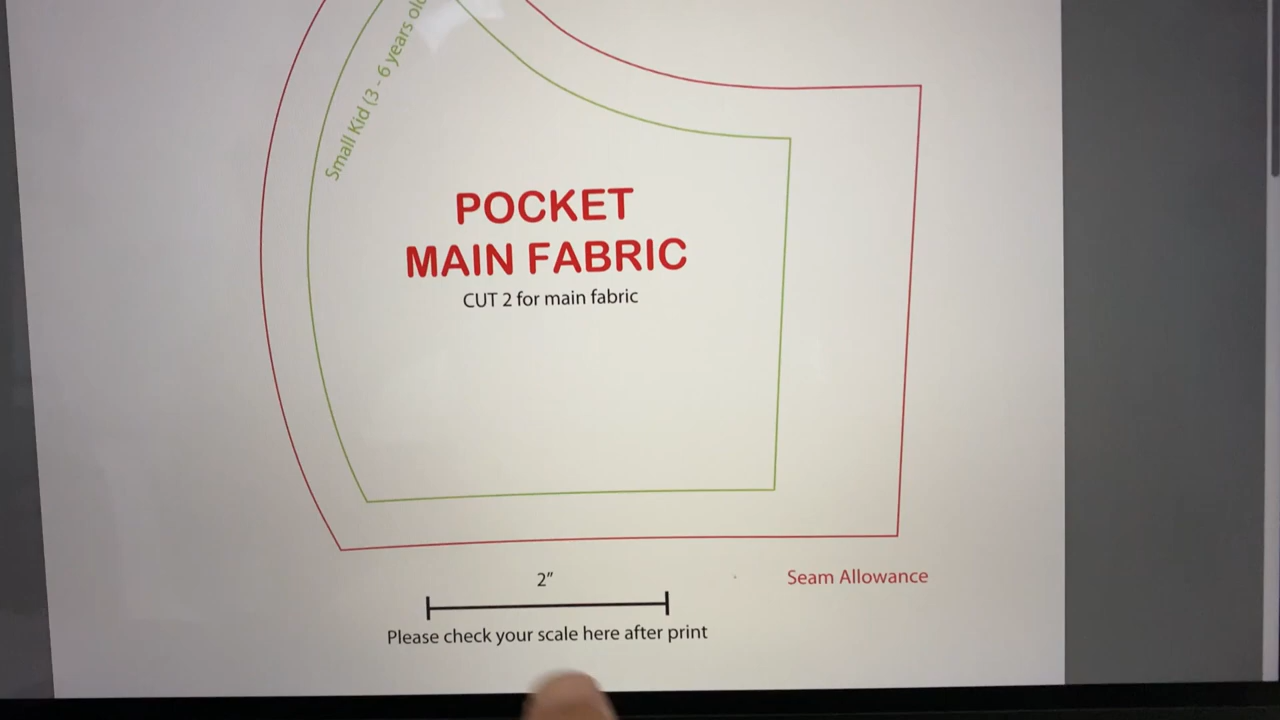 Small Kid (3 - 6 years old
POCKET
MAIN FABRIC
CUT 2 for main fabric
2"
Seam Allowance
Please check your scale here after print